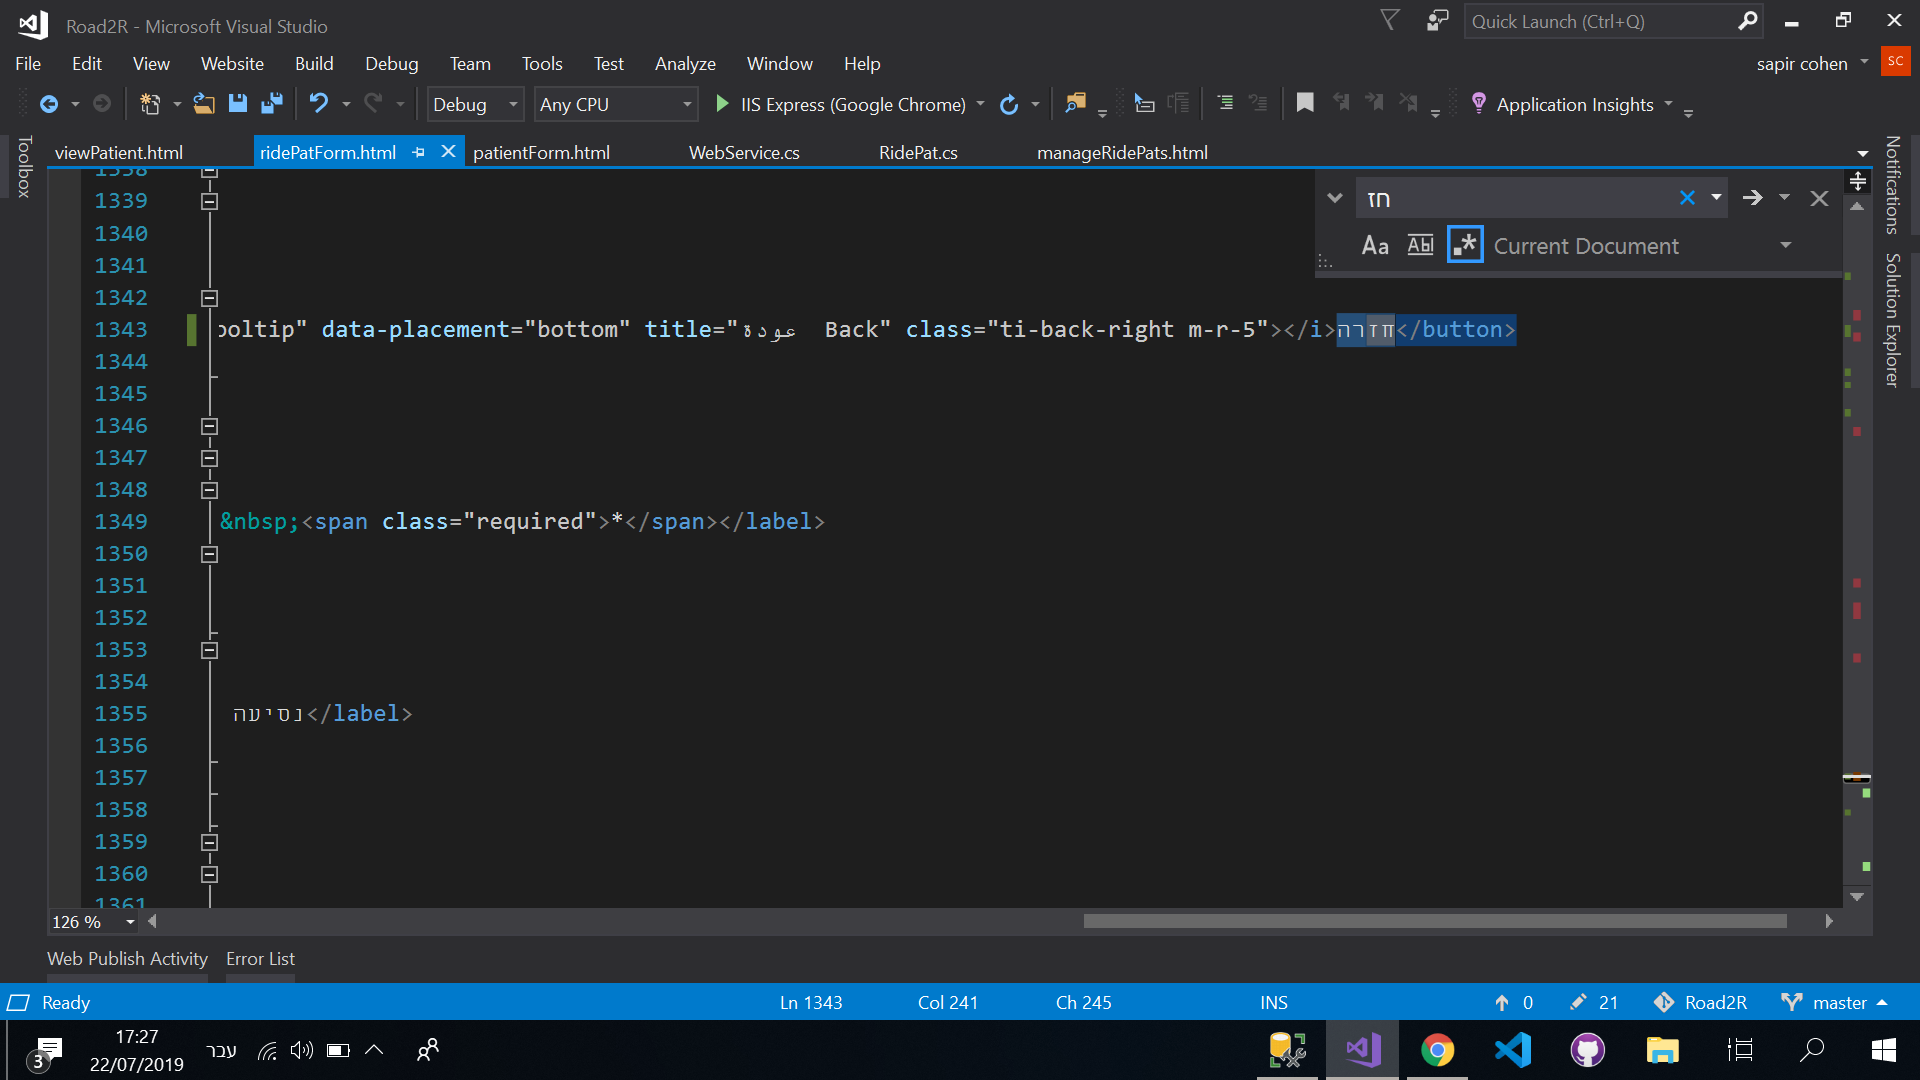 Road2R - Microsoft Visual Studio
Quick Launch (Ctrl+Q)
File Edit View Website Build Debug Team Tools Test Analyze Window Help
sapir cohen SC
Debug Any CPU IIS Express (Google Chrome) Application Insights
Toolbox
viewPatient.html ridePatForm.html patientForm.html WebService.cs RidePat.cs manageRidePats.html
Notifications
Solution Explorer
חז
Aa Abl .* Current Document
1338
1339
1340
1341
1342
1343 ooltip" data-placement="bottom" title="عودة  Back" class="ti-back-right m-r-5"></i>חזרה</button>
1344
1345
1346
1347
1348
1349 &nbsp;<span class="required">*</span></label>
1350
1351
1352
1353
1354
1355 נסיעה</label>
1356
1357
1358
1359
1360
1361
126 %
Web Publish Activity Error List
Ready Ln 1343 Col 241 Ch 245 INS 0 21 Road2R master
3 17:27 עבר
22/07/2019